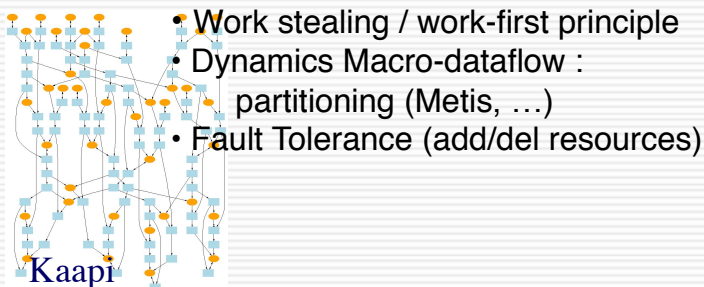 • Work stealing / work-first principle
• Dynamics Macro-dataflow :
partitioning (Metis, …)
• Fault Tolerance (add/del resources)
Kaapi